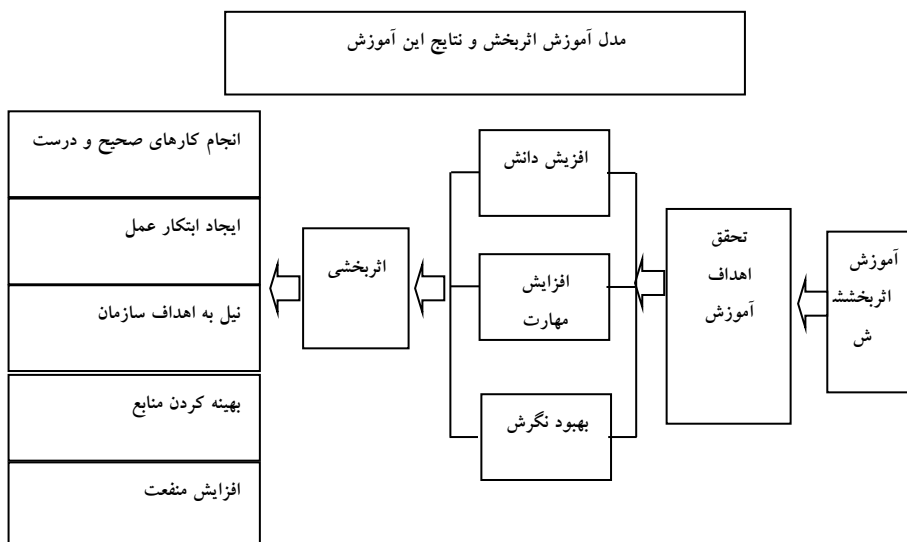 مدل آموزش اثربخش و نتایج این آموزش
آموزش
اثربخشش
ش
تحقق
اهداف
آموزش
افزیش دانش
افزایش
مهارت
بهبود نگرش
اثربخشی
انجام کارهای صحیح و درست
ایجاد ابتکار عمل
نیل به اهداف سازمان
بهینه کردن منابع
افزایش منفعت